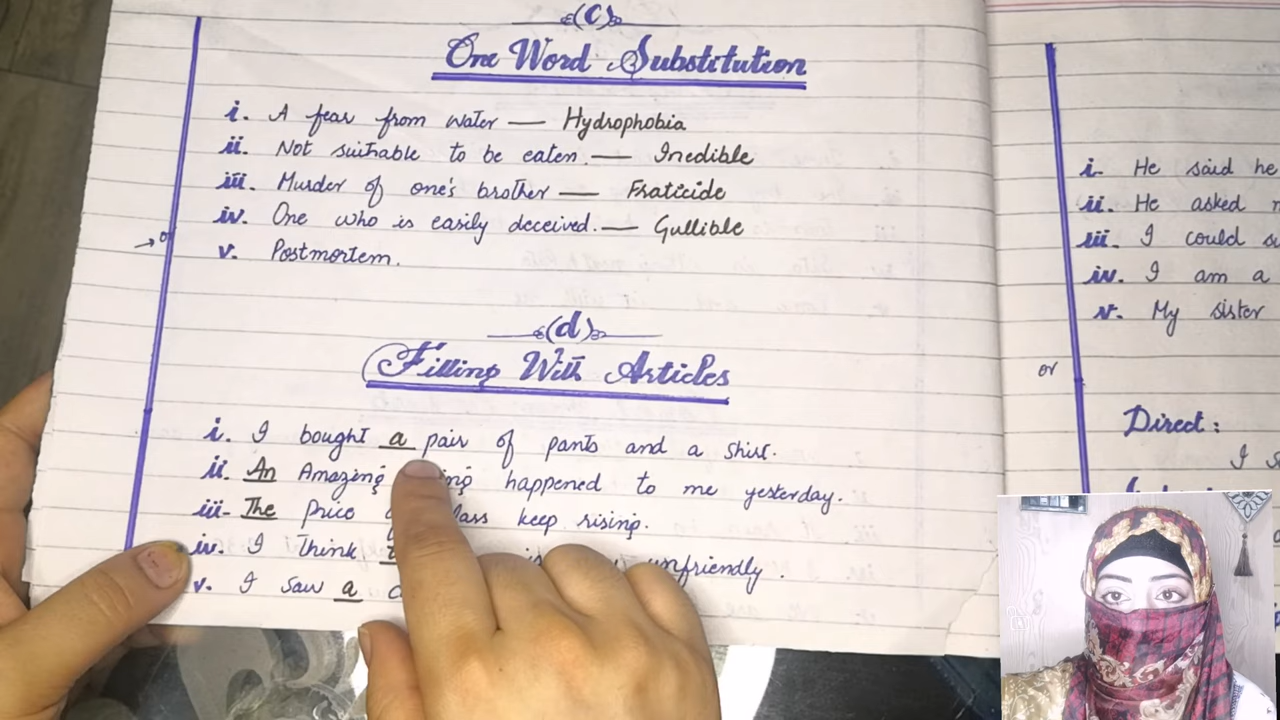 (c)
One Word Substitution
i. A fear from water — Hydrophobia
ii. Not suitable to be eaten. — Inedible
iii. Murder of one's brother — Fraticide
iv. One who is easily deceived. — Gullible
v. Postmortem.
(d)
Filling With Articles
i. I bought a pair of pants and a shirt.
ii. An Amazing happened to me yesterday.
iii. The price keep rising.
iv. I Think unfriendly.
v. I saw a
i. He said he
ii. He asked
iii. I could
iv. I am a
v. My sister
or
Direct:
I